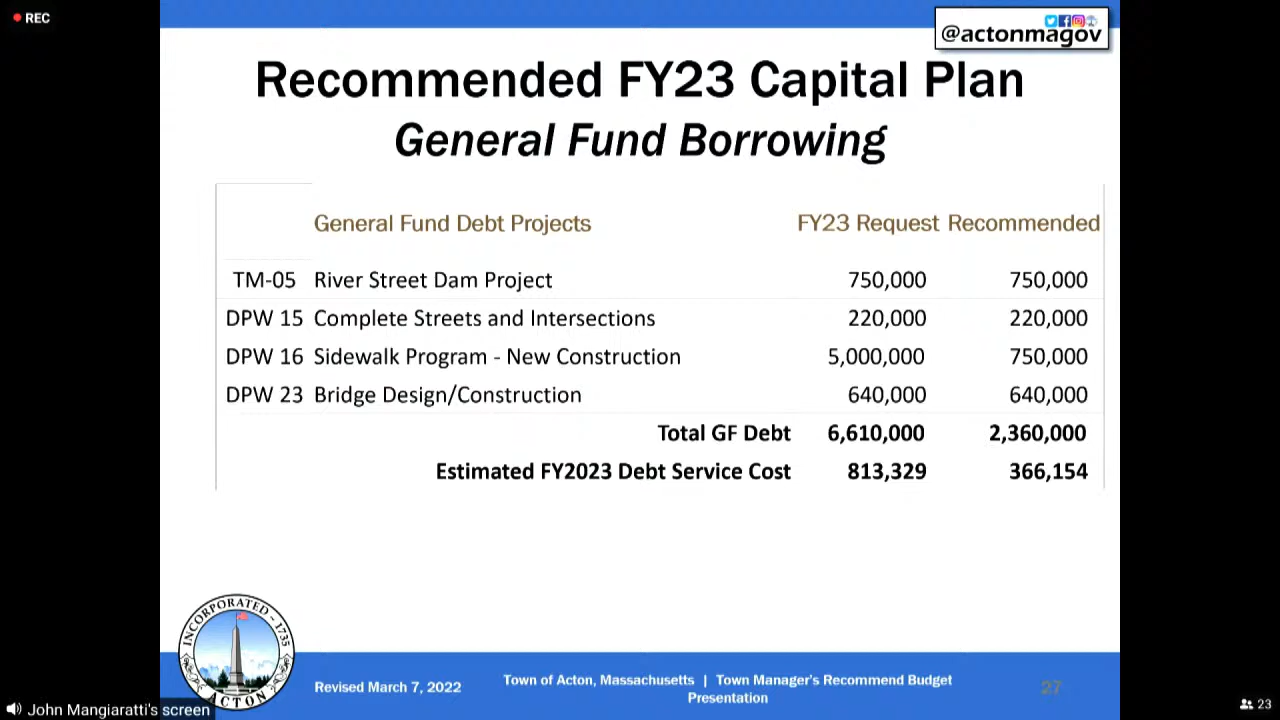 REC
@actonmagov
Recommended FY23 Capital Plan
General Fund Borrowing
General Fund Debt Projects FY23 Request Recommended
TM-05 River Street Dam Project 750,000 750,000
DPW 15 Complete Streets and Intersections 220,000 220,000
DPW 16 Sidewalk Program - New Construction 5,000,000 750,000
DPW 23 Bridge Design/Construction 640,000 640,000
Total GF Debt 6,610,000 2,360,000
Estimated FY2023 Debt Service Cost 813,329 366,154
INCORPORATED - 1735
ACTON
Revised March 7, 2022
Town of Acton, Massachusetts | Town Manager's Recommend Budget
Presentation
27
John Mangiaratti's screen
23